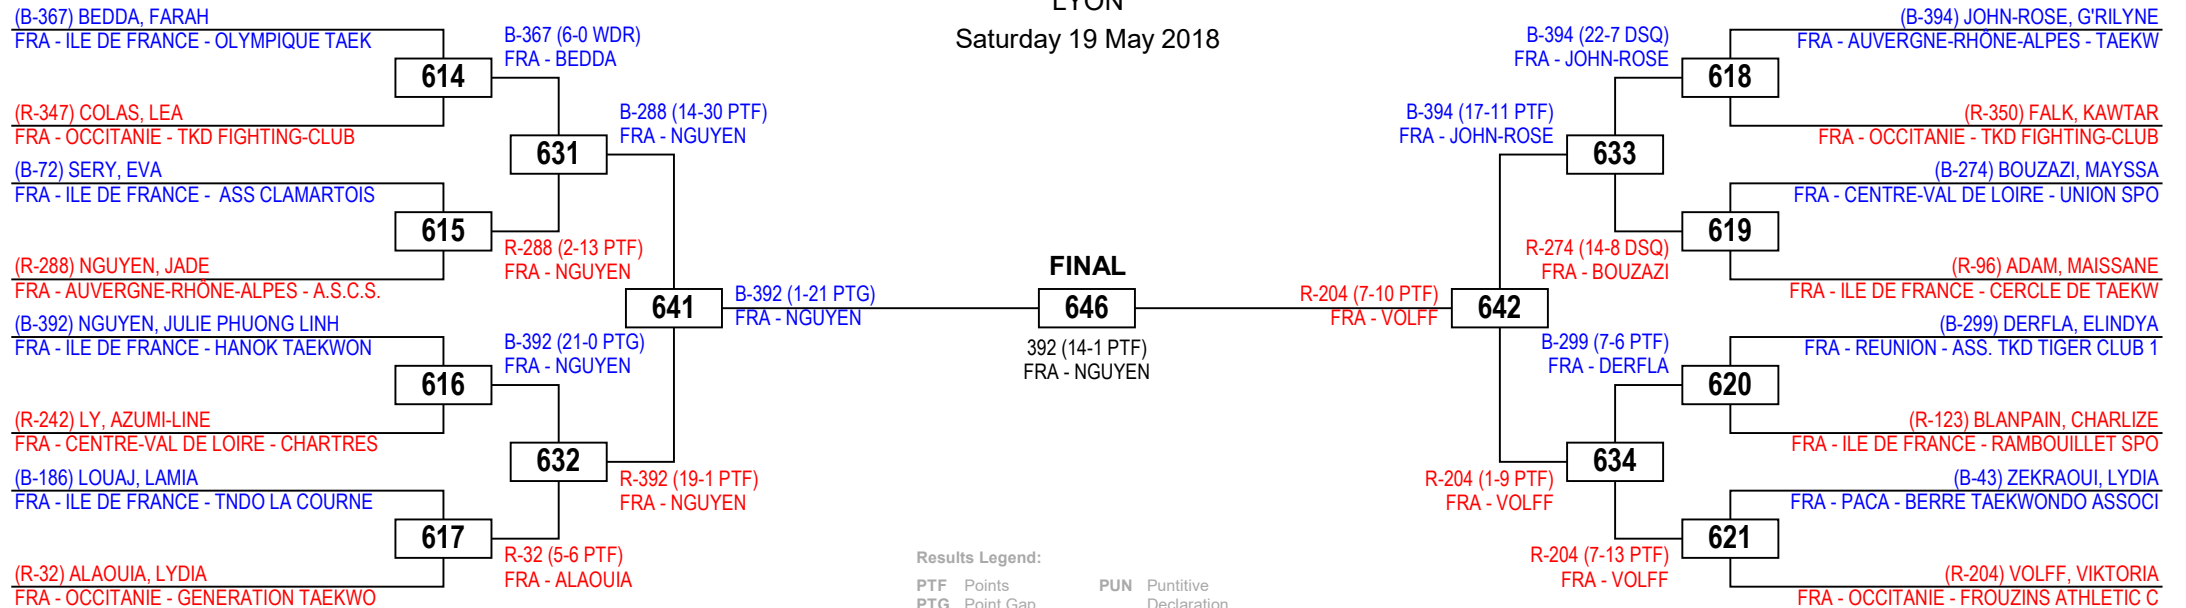 LYON
Saturday 19 May 2018
(B-367) BEDDA, FARAH
FRA - ILE DE FRANCE - OLYMPIQUE TAEK
614
(R-347) COLAS, LEA
FRA - OCCITANIE - TKD FIGHTING-CLUB
(B-72) SERY, EVA
FRA - ILE DE FRANCE - ASS CLAMARTOIS
615
(R-288) NGUYEN, JADE
FRA - AUVERGNE-RHÔNE-ALPES - A.S.C.S.
(B-392) NGUYEN, JULIE PHUONG LINH
FRA - ILE DE FRANCE - HANOK TAEKWON
616
(R-242) LY, AZUMI-LINE
FRA - CENTRE-VAL DE LOIRE - CHARTRES
(B-186) LOUAJ, LAMIA
FRA - ILE DE FRANCE - TNDO LA COURNE
617
(R-32) ALAOUIA, LYDIA
FRA - OCCITANIE - GENERATION TAEKWO
B-367 (6-0 WDR)
FRA - BEDDA
631
R-288 (2-13 PTF)
FRA - NGUYEN
B-392 (21-0 PTG)
FRA - NGUYEN
632
R-32 (5-6 PTF)
FRA - ALAOUIA
B-288 (14-30 PTF)
FRA - NGUYEN
641
R-392 (19-1 PTF)
FRA - NGUYEN
B-392 (1-21 PTG)
FRA - NGUYEN
FINAL
646
392 (14-1 PTF)
FRA - NGUYEN
R-204 (7-10 PTF)
FRA - VOLFF
B-394 (17-11 PTF)
FRA - JOHN-ROSE
642
R-204 (1-9 PTF)
FRA - VOLFF
B-394 (22-7 DSQ)
FRA - JOHN-ROSE
633
R-274 (14-8 DSQ)
FRA - BOUZAZI
B-299 (7-6 PTF)
FRA - DERFLA
634
R-204 (7-13 PTF)
FRA - VOLFF
(B-394) JOHN-ROSE, G'RILYNE
FRA - AUVERGNE-RHÔNE-ALPES - TAEKW
618
(R-350) FALK, KAWTAR
FRA - OCCITANIE - TKD FIGHTING-CLUB
(B-274) BOUZAZI, MAYSSA
FRA - CENTRE-VAL DE LOIRE - UNION SPO
619
(R-96) ADAM, MAISSANE
FRA - ILE DE FRANCE - CERCLE DE TAEKW
(B-299) DERFLA, ELINDYA
FRA - REUNION - ASS. TKD TIGER CLUB 1
620
(R-123) BLANPAIN, CHARLIZE
FRA - ILE DE FRANCE - RAMBOUILLET SPO
(B-43) ZEKRAOUI, LYDIA
FRA - PACA - BERRE TAEKWONDO ASSOCI
621
(R-204) VOLFF, VIKTORIA
FRA - OCCITANIE - FROUZINS ATHLETIC C
Results Legend:
PTF Points PUN Puntitive
PTG Point Gap Declaration